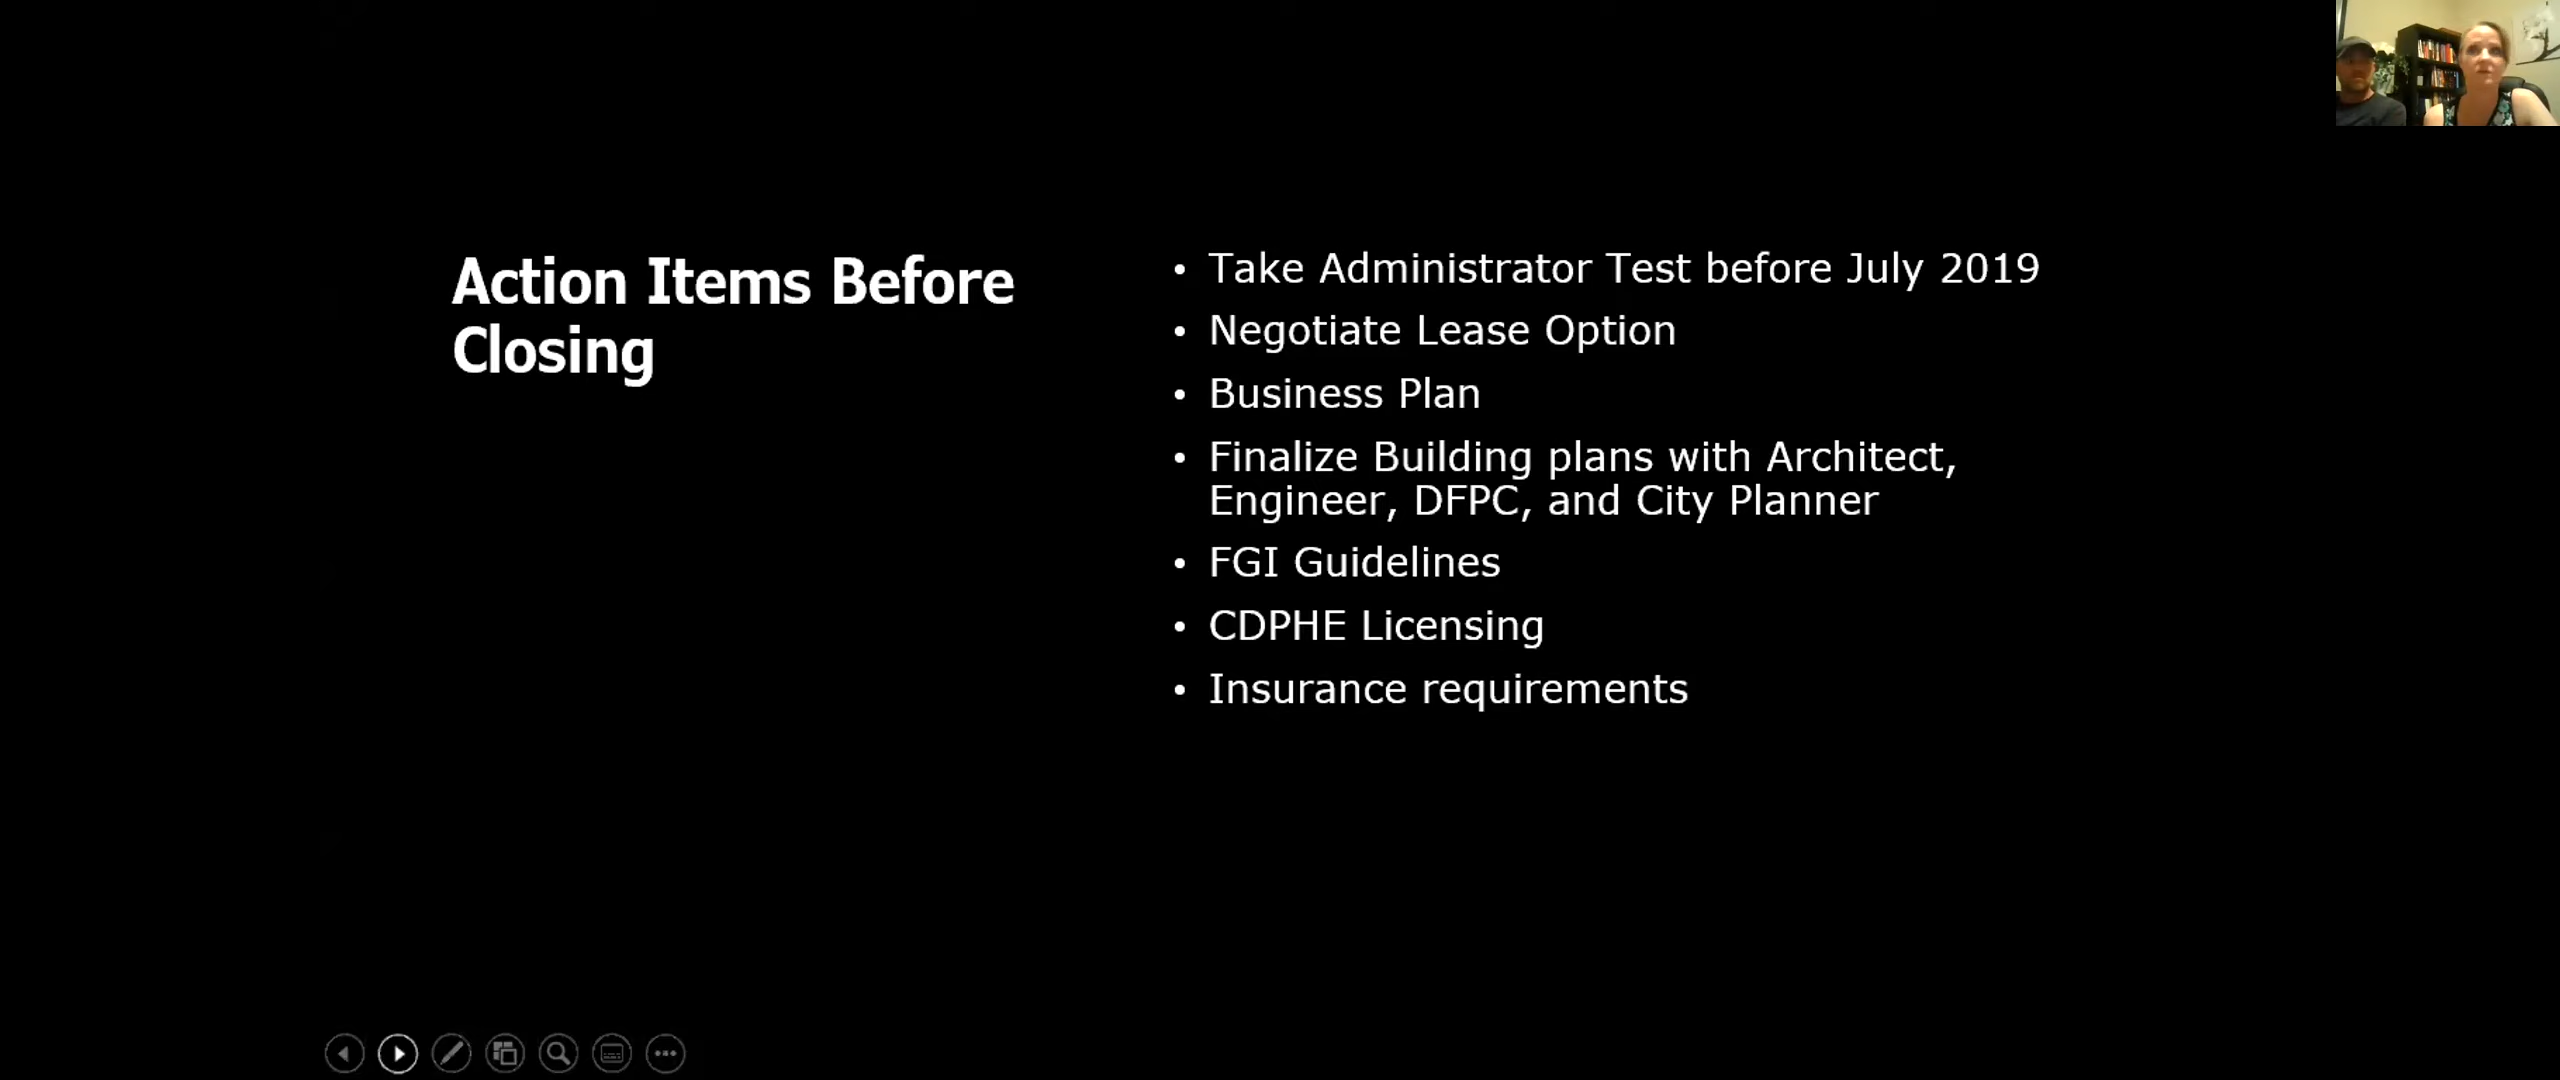 Action Items Before
Closing
• Take Administrator Test before July 2019
• Negotiate Lease Option
• Business Plan
• Finalize Building plans with Architect,
Engineer, DFPC, and City Planner
• FGI Guidelines
• CDPHE Licensing
• Insurance requirements